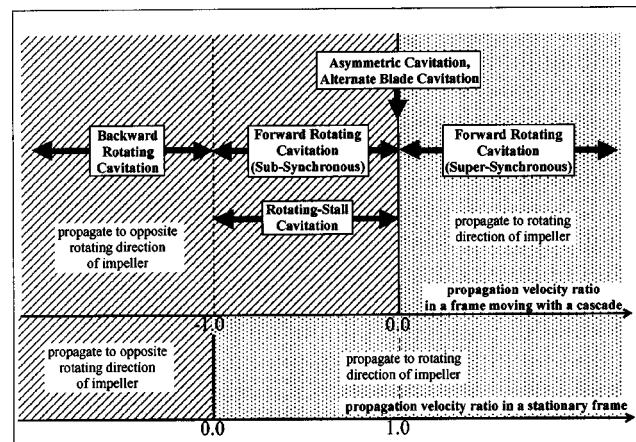 Asymmetric Cavitation,
Alternate Blade Cavitation
Backward
Rotating
Cavitation
Forward Rotating
Cavitation
(Sub-Synchronous)
Forward Rotating
Cavitation
(Super-Synchronous)
Rotating-Stall
Cavitation
propagate to opposite
rotating direction
of impeller
propagate to rotating
direction of impeller
propagation velocity ratio
in a frame moving with a cascade
-1.0
0.0
propagate to opposite
rotating direction
of impeller
propagate to rotating
direction of impeller
propagation velocity ratio in a stationary frame
0.0
1.0